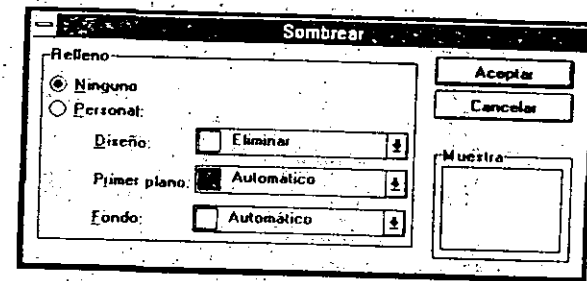 Sombrear
Relleno
Ninguno
Personal:
Diseño: Eliminar
Primer plano: Automático
Fondo: Automático
Aceptar
Cancelar
Muestra